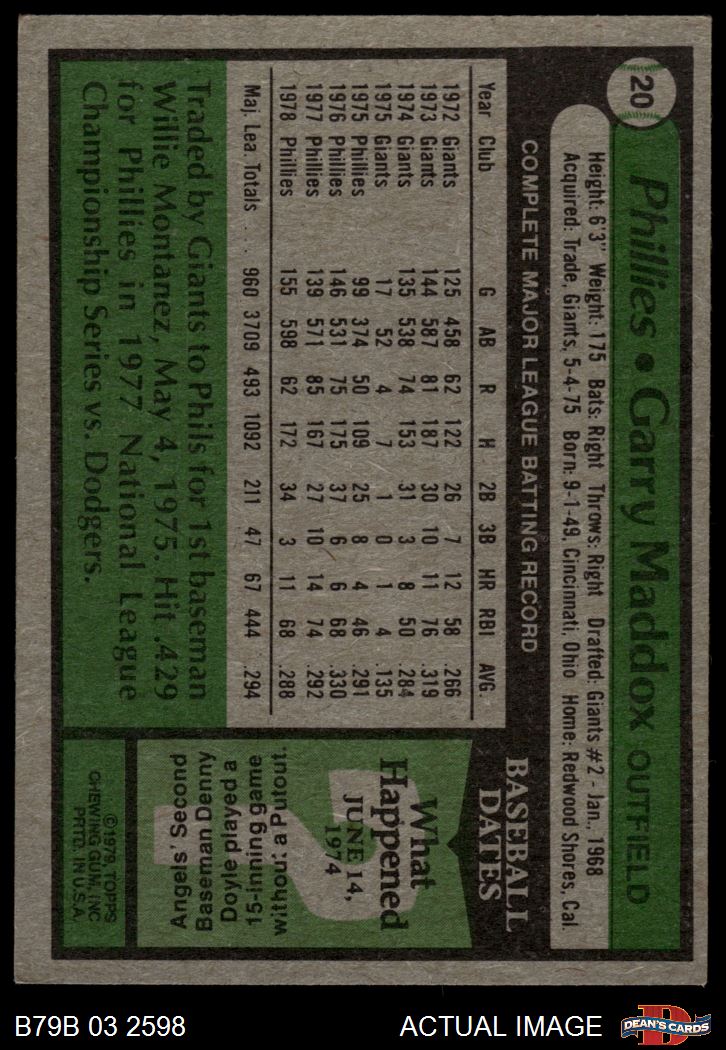 20
Phillies • Garry Maddox OUTFIELD
Height: 6'3" Weight: 175 Bats: Right Throws: Right Drafted: Giants #2 - Jan., 1968
Acquired: Trade, Giants, 5-4-75 Born: 9-1-49, Cincinnati, Ohio Home: Redwood Shores, Cal.
COMPLETE MAJOR LEAGUE BATTING RECORD
Year Club G AB R H 2B 3B HR RBI AVG.
1972 Giants 125 458 62 122 26 7 12 58 .266
1973 Giants 144 587 81 187 30 10 11 76 .319
1974 Giants 135 538 74 153 31 3 8 50 .284
1975 Giants 17 52 4 7 1 0 1 4 .135
1975 Phillies 99 374 50 109 25 8 4 46 .291
1976 Phillies 146 531 75 175 37 6 6 68 .330
1977 Phillies 139 571 85 167 27 10 14 74 .292
1978 Phillies 155 598 62 172 34 3 11 68 .288
Maj. Lea. Totals . . . 960 3709 493 1092 211 47 67 444 .294
Traded by Giants to Phils for 1st baseman
Willie Montanez, May 4, 1975. Hit .429
for Phillies in 1977 National League
Championship Series vs. Dodgers.
BASEBALL
DATES
What
Happened
JUNE 14,
1974
?
Angels' Second
Baseman Denny
Doyle played a
15-inning game
without a Putout.
©1979, TOPPS
CHEWING GUM, INC
PRTD. IN U.S.A.
B79B 03 2598
ACTUAL IMAGE
D
DEAN'S CARDS